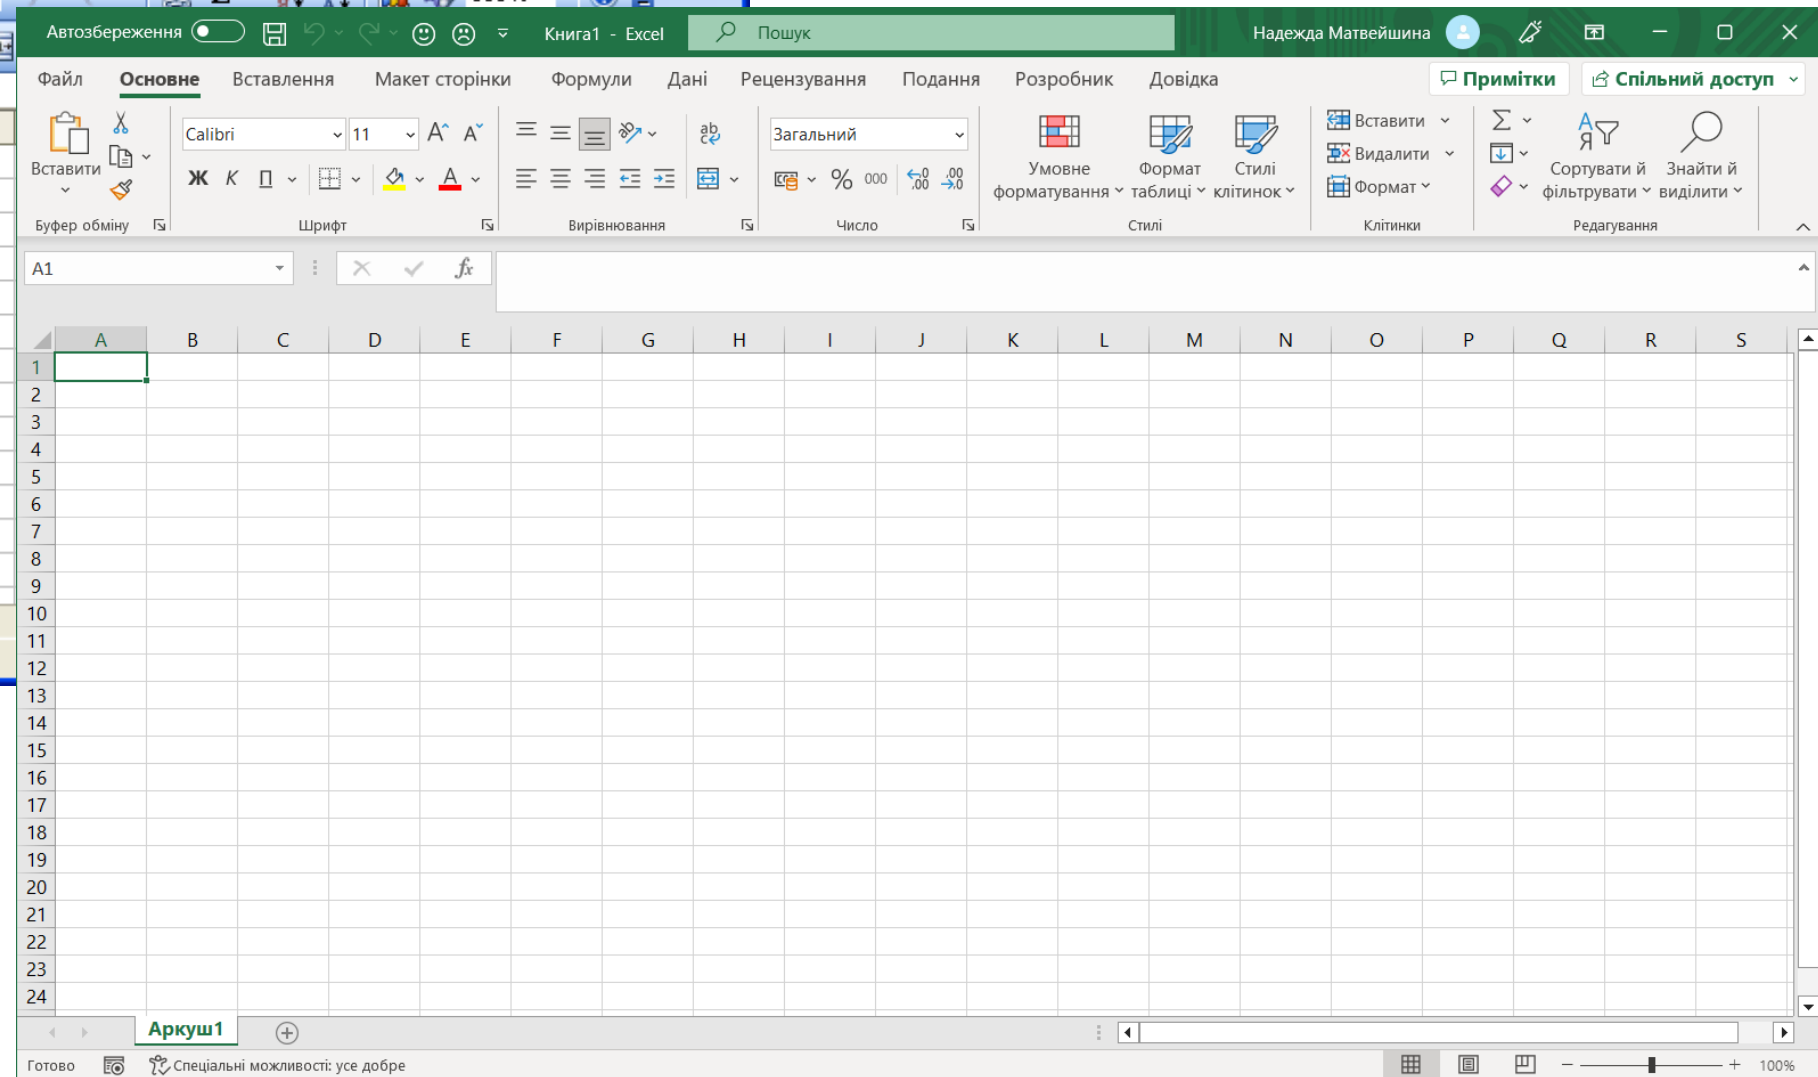 Автозбереження Книга1 - Excel Пошук Надежда Матвейшина
Файл Основне Вставлення Макет сторінки Формули Дані Рецензування Подання Розробник Довідка Примітки Спільний доступ
Вставити
Calibri 11
Ж К П
A
ab
Загальний
% 000
Умовне форматування
Формат таблиці
Стилі клітинок
Вставити
Видалити
Формат
Сортувати й фільтрувати
Знайти й виділити
Буфер обміну Шрифт Вирівнювання Число Стилі Клітинки Редагування
A1 fx
A B C D E F G H I J K L M N O P Q R S
1
2
3
4
5
6
7
8
9
10
11
12
13
14
15
16
17
18
19
20
21
22
23
24
Аркуш1
Готово Спеціальні можливості: усе добре 100%